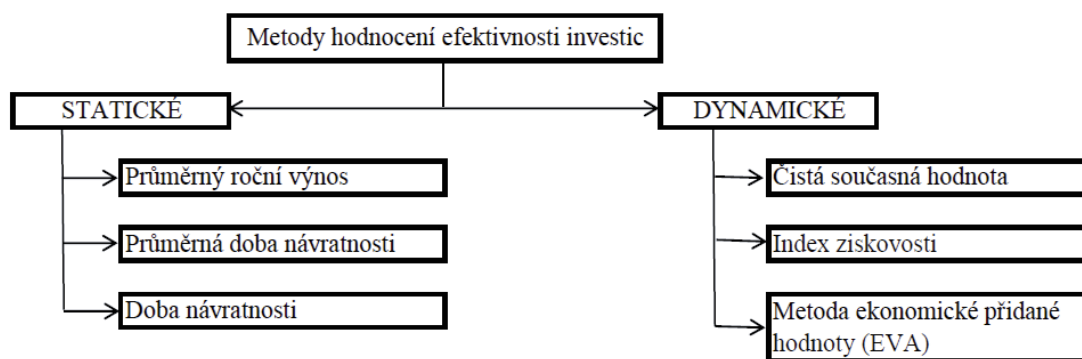 Metody hodnocení efektivnosti investic
STATICKÉ
Průměrný roční výnos
Průměrná doba návratnosti
Doba návratnosti
DYNAMICKÉ
Čistá současná hodnota
Index ziskovosti
Metoda ekonomické přidané
hodnoty (EVA)